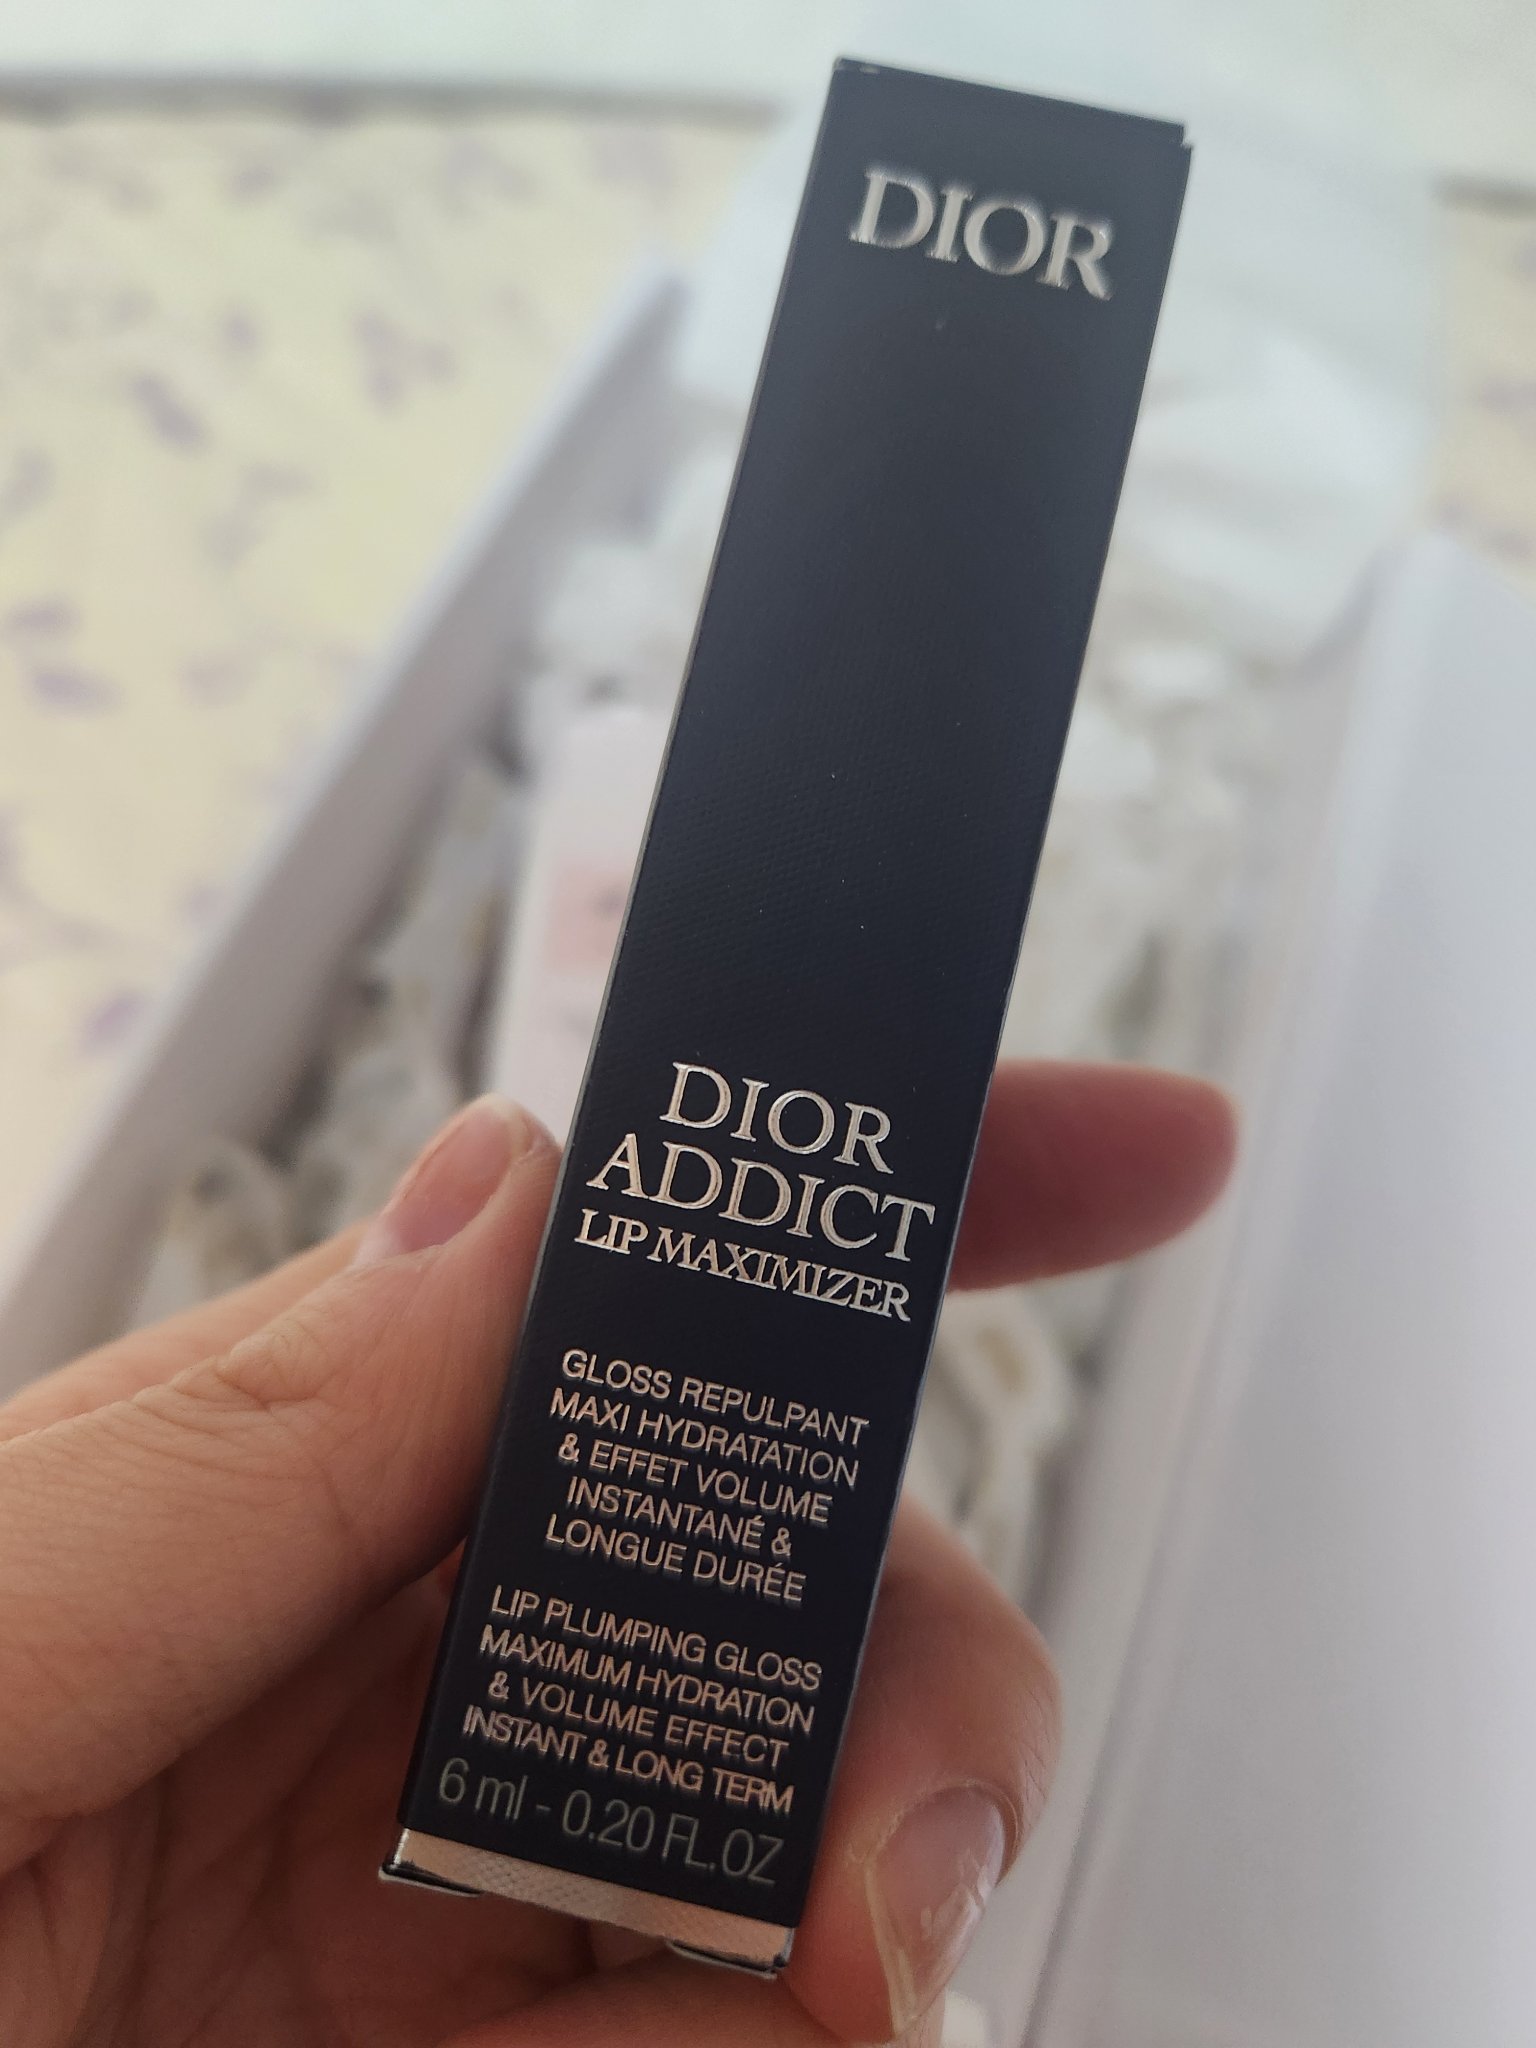 DIOR
DIOR
ADDICT
LIP MAXIMIZER
GLOSS REPULPANT
MAXI HYDRATATION
& EFFET VOLUME
INSTANTANÉ &
LONGUE DURÉE
LIP PLUMPING GLOSS
MAXIMUM HYDRATION
& VOLUME EFFECT
INSTANT & LONG TERM
6 ml - 0.20 FL.OZ